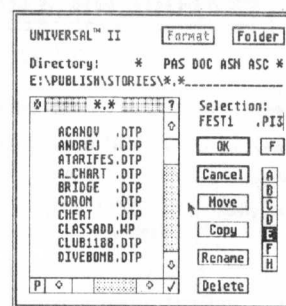 UNIVERSAL™ II Format Folder
Directory: * PAS DOC ASM ASC *
E:\PUBLISH\STORIES\*.*
*.* ? Selection:
FEST1 .PI3
ACANOV .DTP
ANDREJ .DTP OK F
ATARIFES.DTP
A_CHART .DTP Cancel A
BRIDGE .DTP B
CDROM .DTP Move C
CHEAT .DTP D
CLASSADD.WP Copy E
CLUB1188.DTP F
DIVEBOMB.DTP Rename H
P Delete